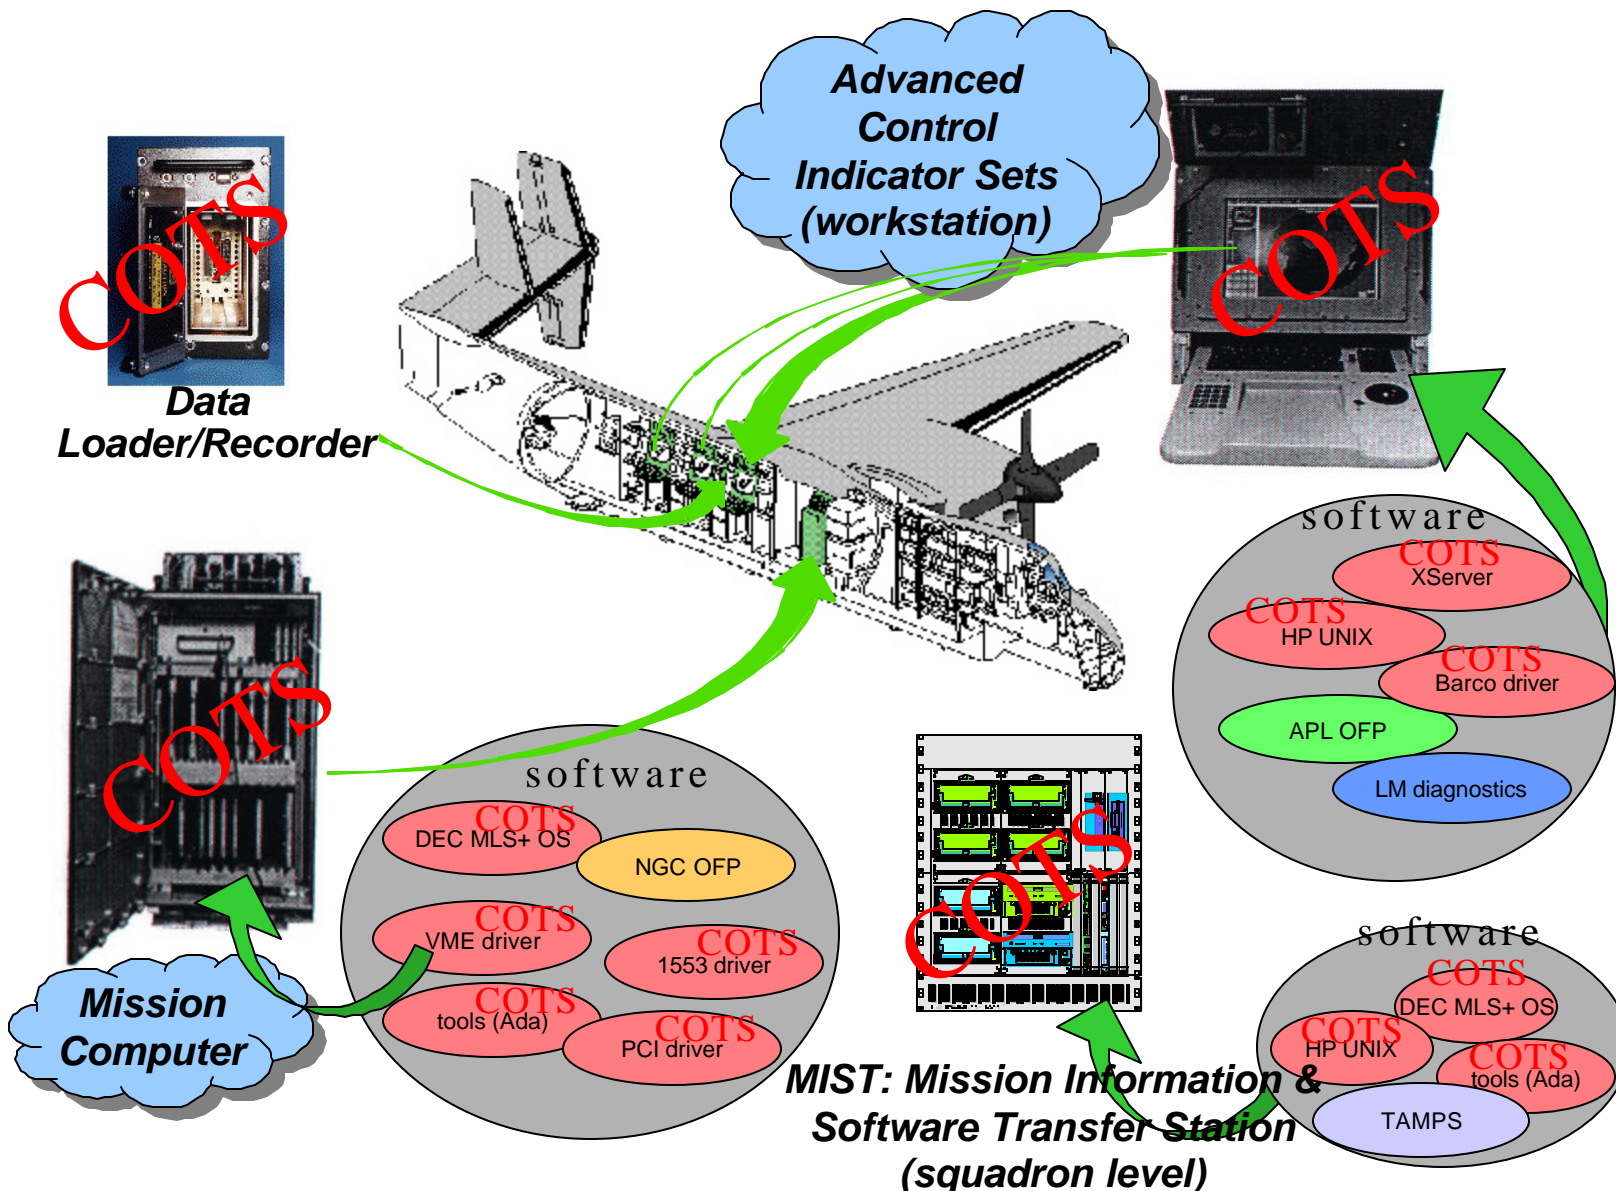 Advanced
Control
Indicator Sets
(workstation)
COTS
Data
Loader/Recorder
COTS
software
COTS
XServer
COTS
HP UNIX
COTS
Barco driver
APL OFP
LM diagnostics
COTS
Mission
Computer
software
COTS
DEC MLS+ OS
NGC OFP
COTS
VME driver
COTS
1553 driver
COTS
tools (Ada)
COTS
PCI driver
COTS
MIST: Mission Information &
Software Transfer Station
(squadron level)
software
COTS
DEC MLS+ OS
COTS
HP UNIX
COTS
tools (Ada)
TAMPS